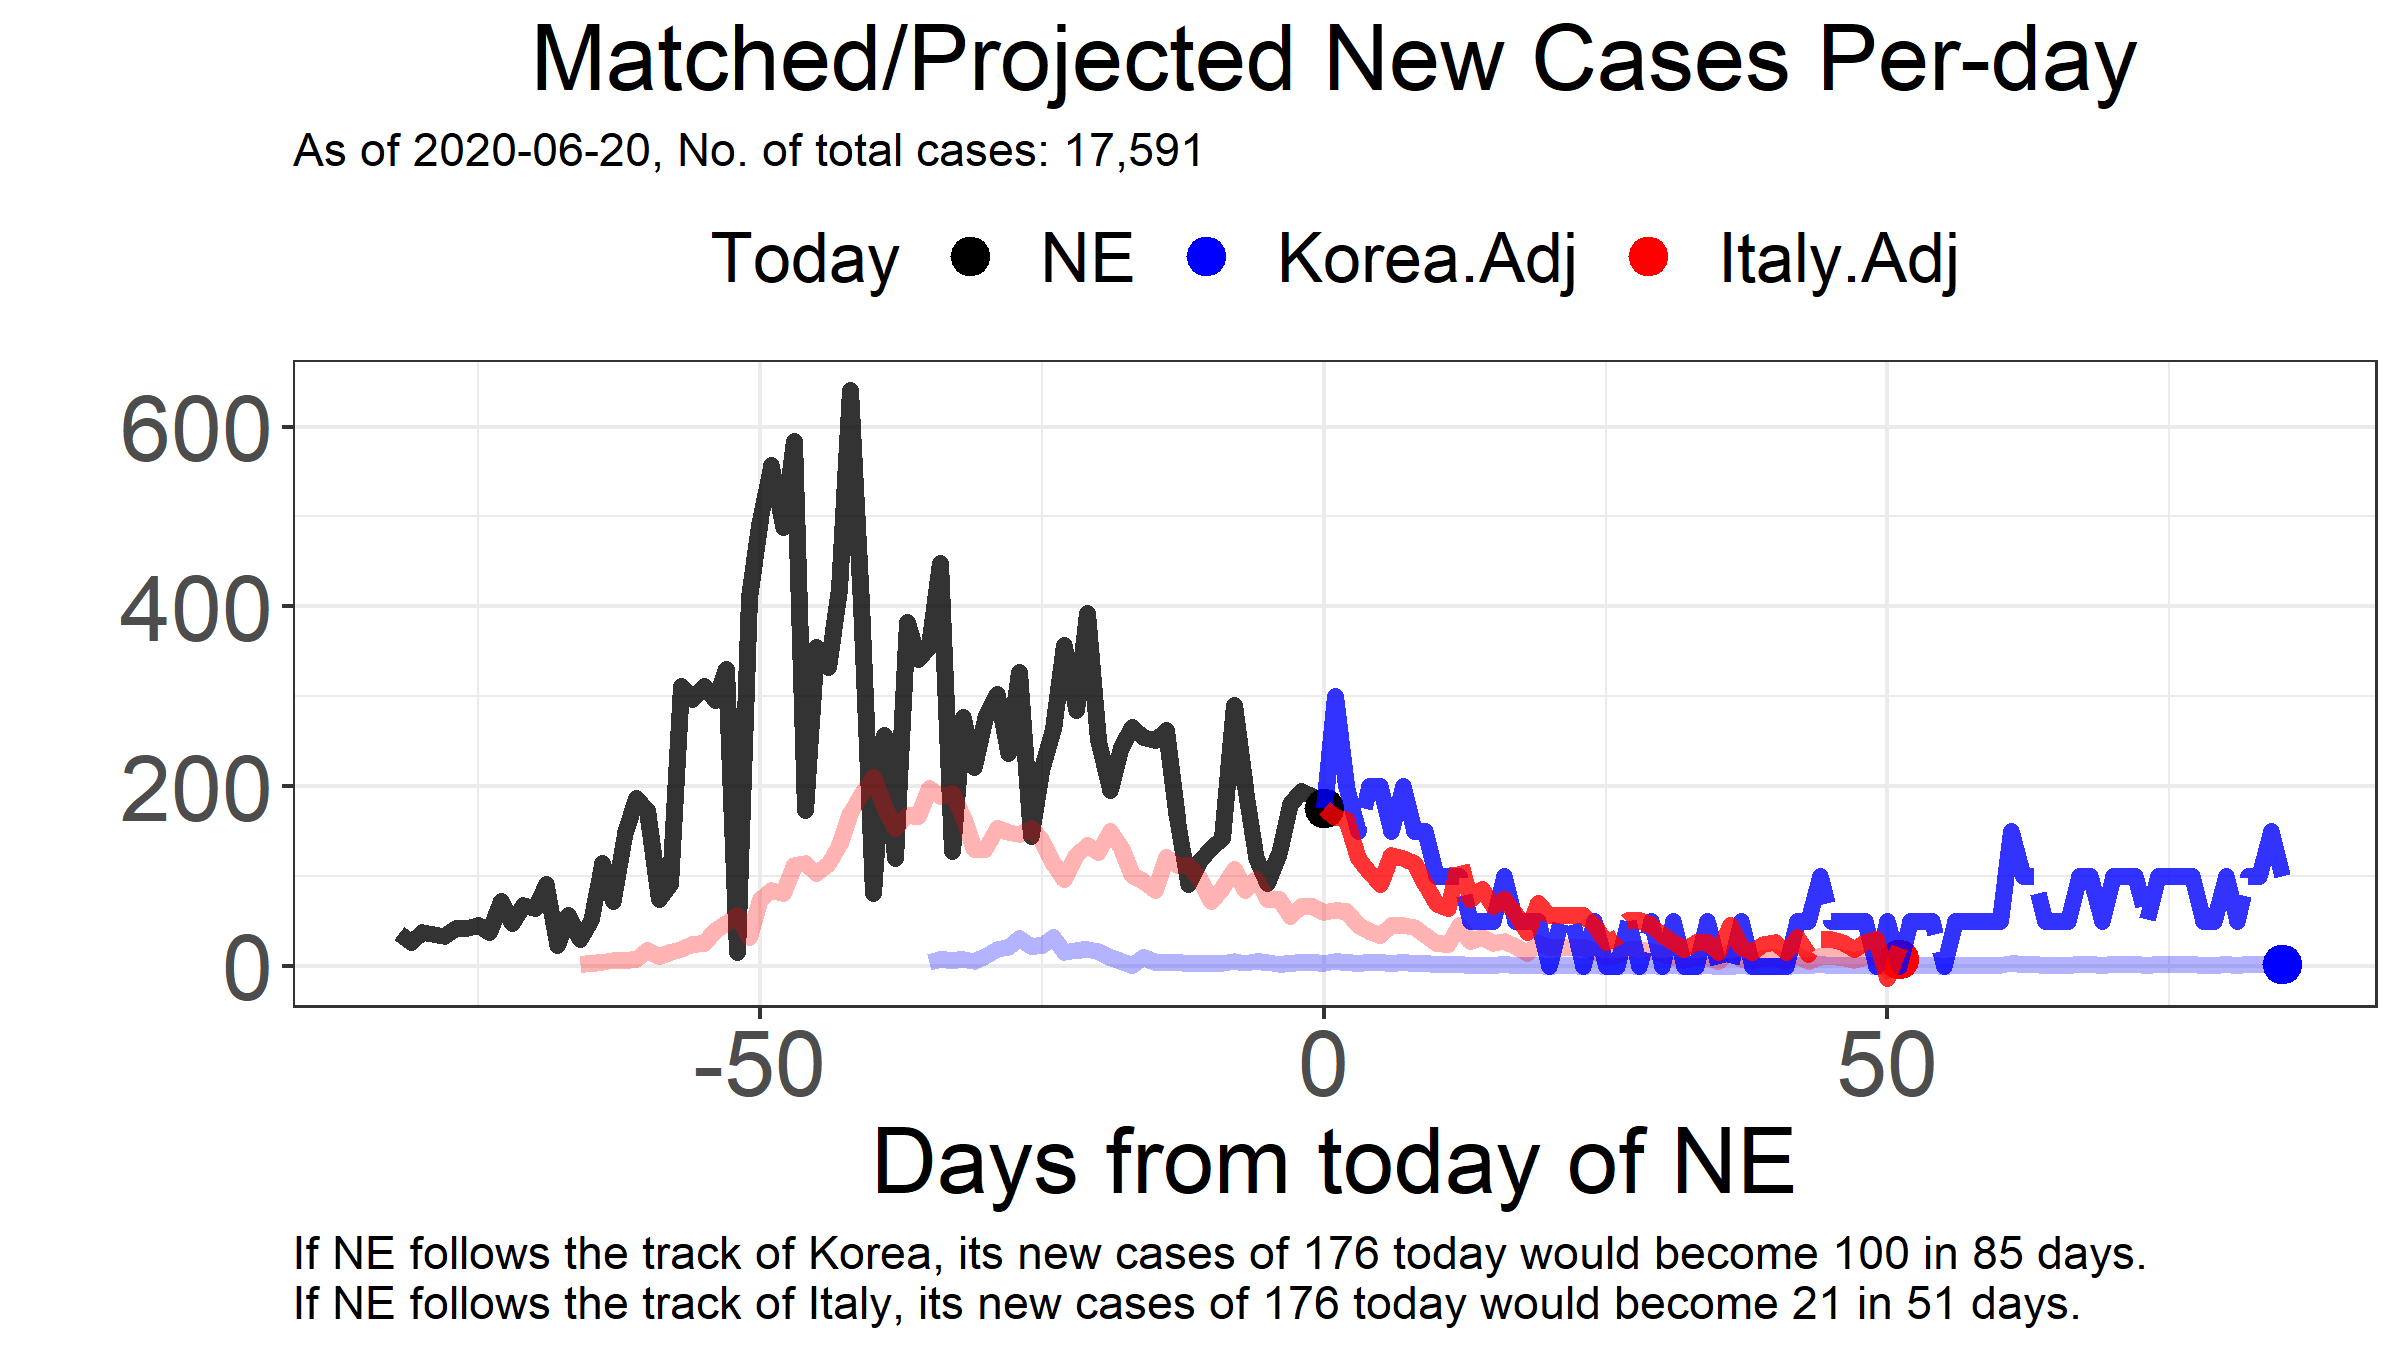 Matched/Projected New Cases Per-day
As of 2020-06-20, No. of total cases: 17,591
Today NE Korea.Adj Italy.Adj
600
400
200
0
-50 0 50
Days from today of NE
If NE follows the track of Korea, its new cases of 176 today would become 100 in 85 days.
If NE follows the track of Italy, its new cases of 176 today would become 21 in 51 days.